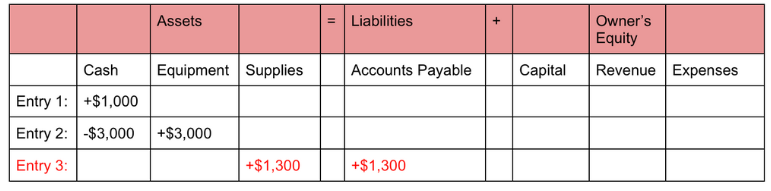 Assets = Liabilities + Owner's
Equity
Cash Equipment Supplies Accounts Payable Capital Revenue Expenses
Entry 1: +$1,000
Entry 2: -$3,000 +$3,000
Entry 3: +$1,300 +$1,300